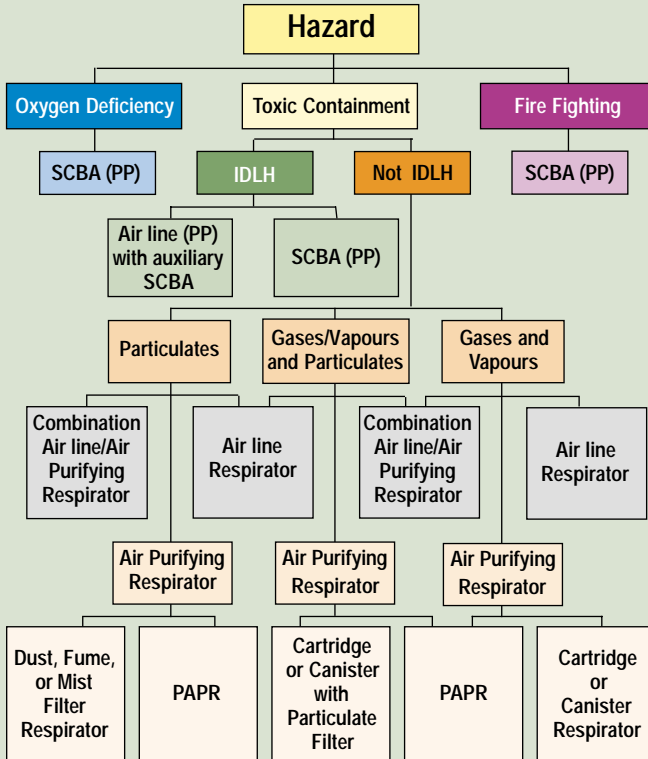 Hazard
Oxygen Deficiency
Toxic Containment
Fire Fighting
SCBA (PP)
IDLH
Not IDLH
SCBA (PP)
Air line (PP)
with auxiliary
SCBA
SCBA (PP)
Particulates
Gases/Vapours
and Particulates
Gases and
Vapours
Combination
Air line/Air
Purifying
Respirator
Air line
Respirator
Combination
Air line/Air
Purifying
Respirator
Air line
Respirator
Air Purifying
Respirator
Air Purifying
Respirator
Air Purifying
Respirator
Dust, Fume,
or Mist
Filter
Respirator
PAPR
Cartridge
or Canister
with
Particulate
Filter
PAPR
Cartridge
or
Canister
Respirator